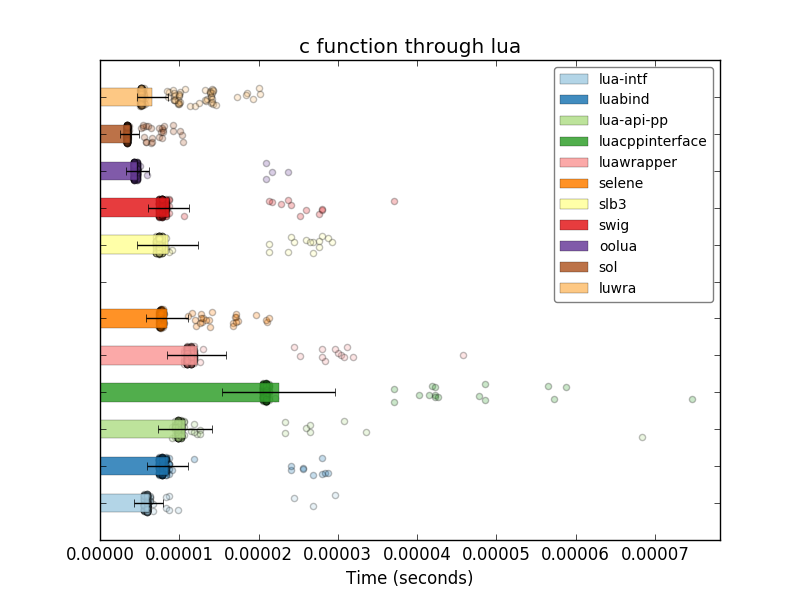 c function through lua
lua-intf
luabind
lua-api-pp
luacppinterface
luawrapper
selene
slb3
swig
oolua
sol
luwra
0.00000 0.00001 0.00002 0.00003 0.00004 0.00005 0.00006 0.00007
Time (seconds)